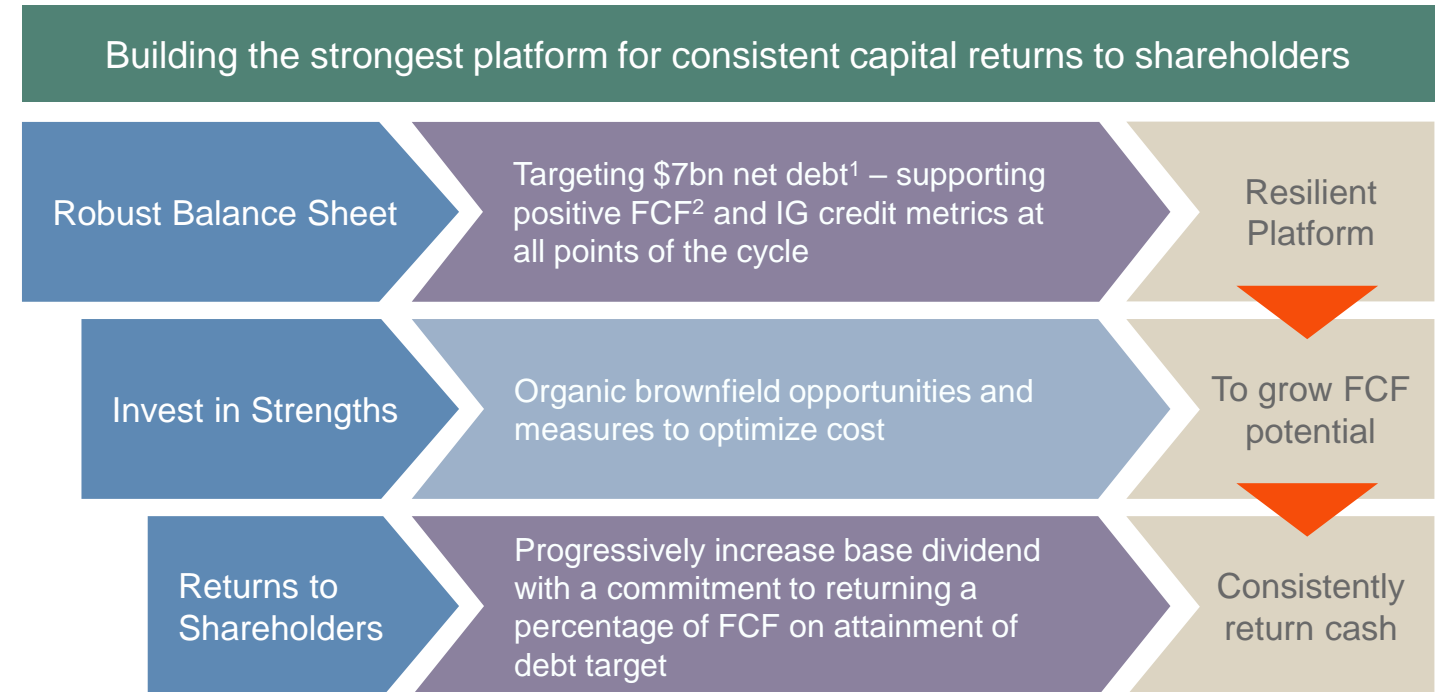 Building the strongest platform for consistent capital returns to shareholders
Robust Balance Sheet
Targeting $7bn net debt¹ – supporting
positive FCF² and IG credit metrics at
all points of the cycle
Resilient
Platform
Invest in Strengths
Organic brownfield opportunities and
measures to optimize cost
To grow FCF
potential
Returns to
Shareholders
Progressively increase base dividend
with a commitment to returning a
percentage of FCF on attainment of
debt target
Consistently
return cash